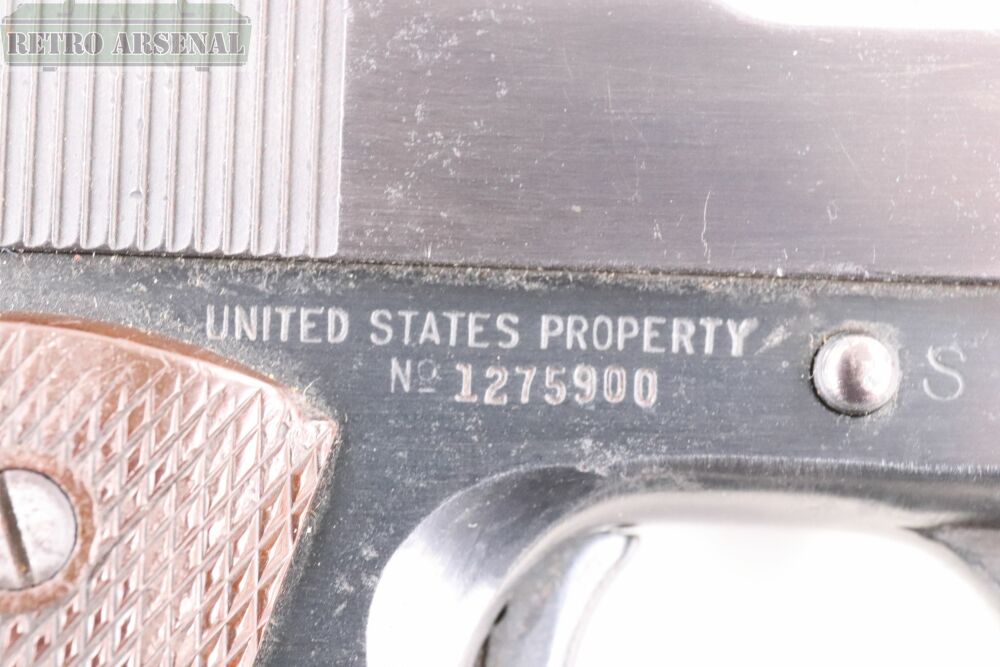 RETRO ARSENAL
UNITED STATES PROPERTY
Nº 1275900
S